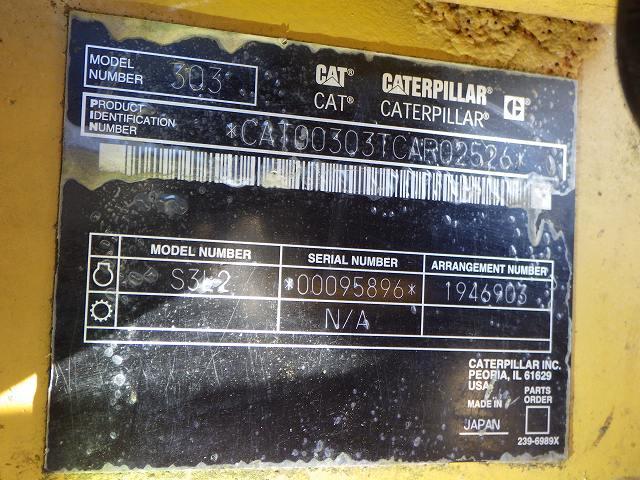 MODEL NUMBER 303
CAT® CATERPILLAR®
CAT® CATERPILLAR®
PRODUCT IDENTIFICATION NUMBER *CAT00303TCAR02526*
MODEL NUMBER SERIAL NUMBER ARRANGEMENT NUMBER
S3L2 *00095896* 1946903
N/A
CATERPILLAR INC.
PEORIA, IL 61629
USA
MADE IN JAPAN
PARTS ORDER
239-6989X